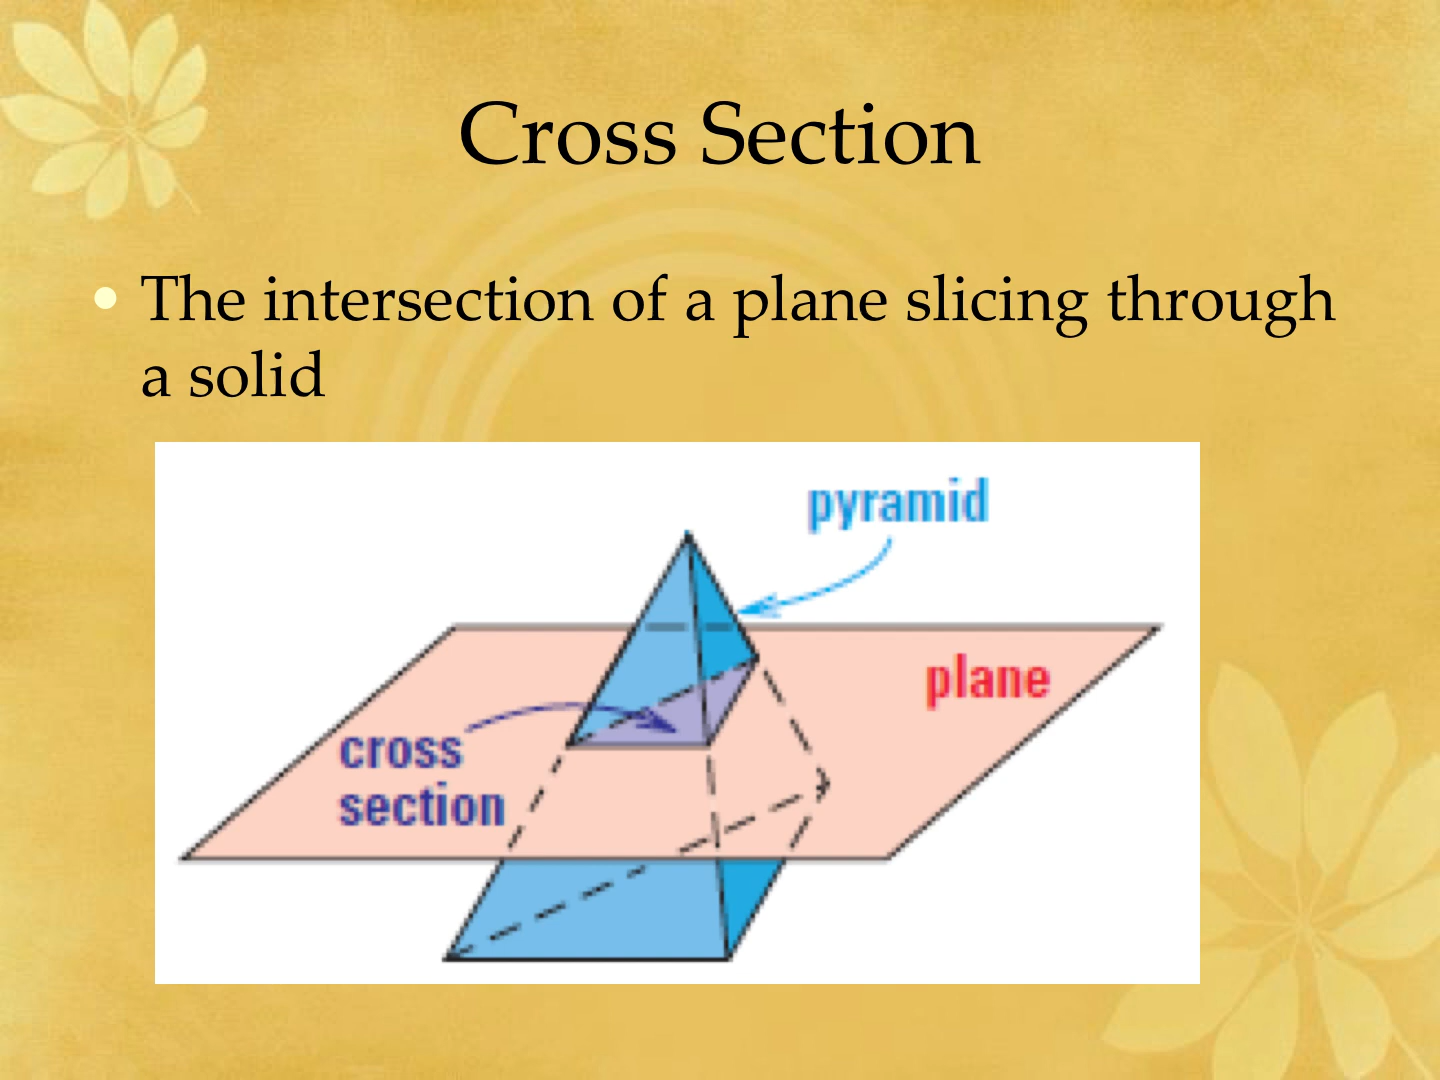 Cross Section
• The intersection of a plane slicing through
a solid
pyramid
plane
cross
section